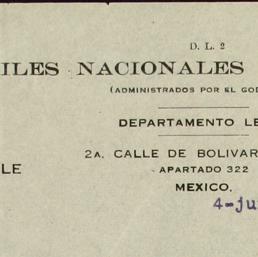 D. L. 2
ILES NACIONALES
(ADMINISTRADOS POR EL GO
DEPARTAMENTO LE
2A. CALLE DE BOLIVAR
LE
APARTADO 322
MEXICO.
4-ju